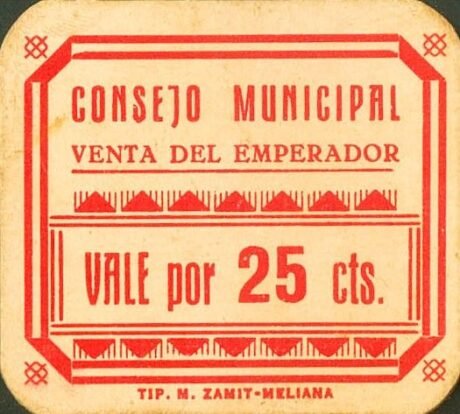 CONSEJO MUNICIPAL
VENTA DEL EMPERADOR
VALE por 25 cts.
TIP. M. ZAMIT-MELIANA